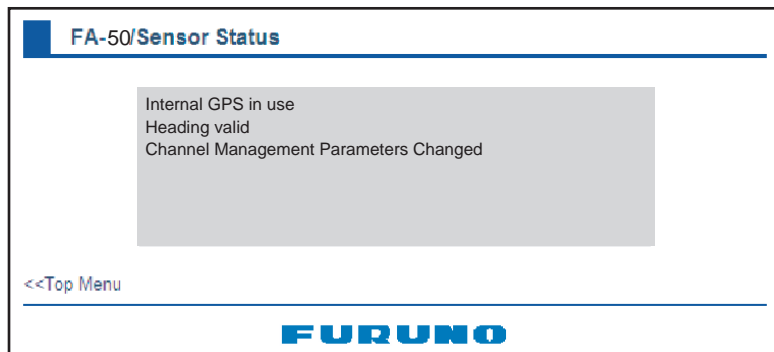 FA-50/Sensor Status
Internal GPS in use
Heading valid
Channel Management Parameters Changed
<<Top Menu
FURUNO